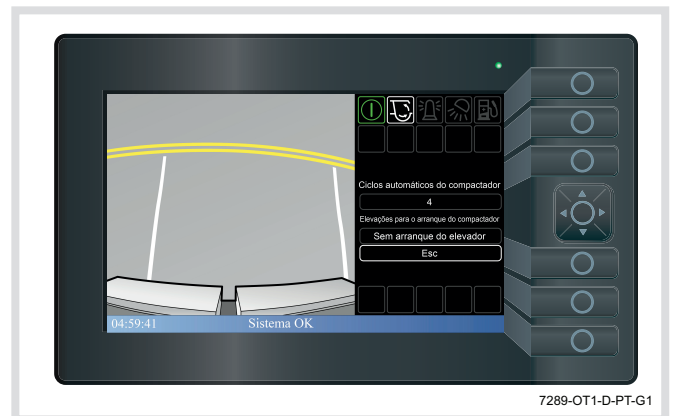 Ciclos automáticos do compactador
4
Elevações para o arranque do compactador
Sem arranque do elevador
Esc
04:59:41 Sistema OK
7289-OT1-D-PT-G1